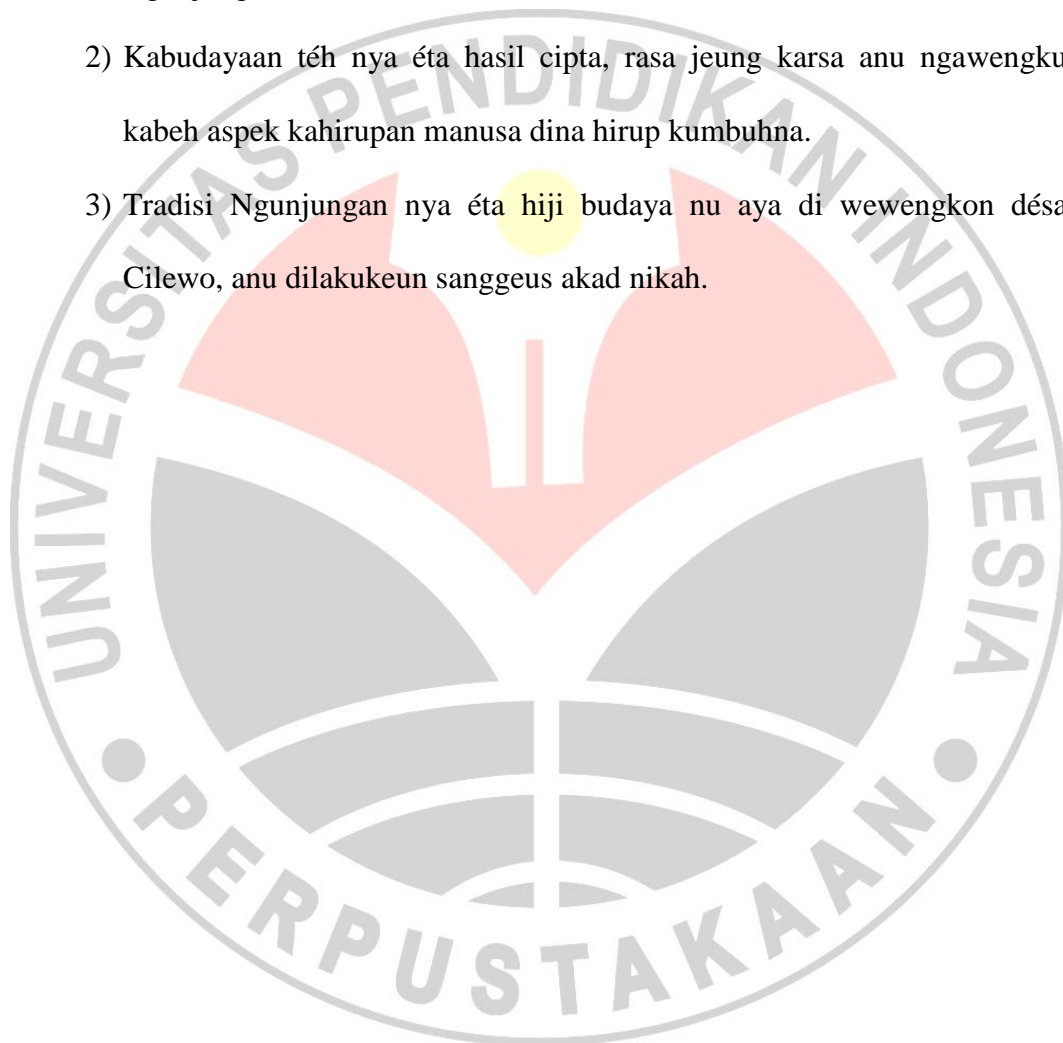 2) Kabudayaan téh nya éta hasil cipta, rasa jeung karsa anu ngawengku
kabeh aspek kahirupan manusa dina hirup kumbuhna.
3) Tradisi Ngunjungan nya éta hiji budaya nu aya di wewengkon désa
Cilewo, anu dilakukeun sanggeus akad nikah.
UNIVERSITAS PENDIDIKAN INDONESIA
PERPUSTAKAAN